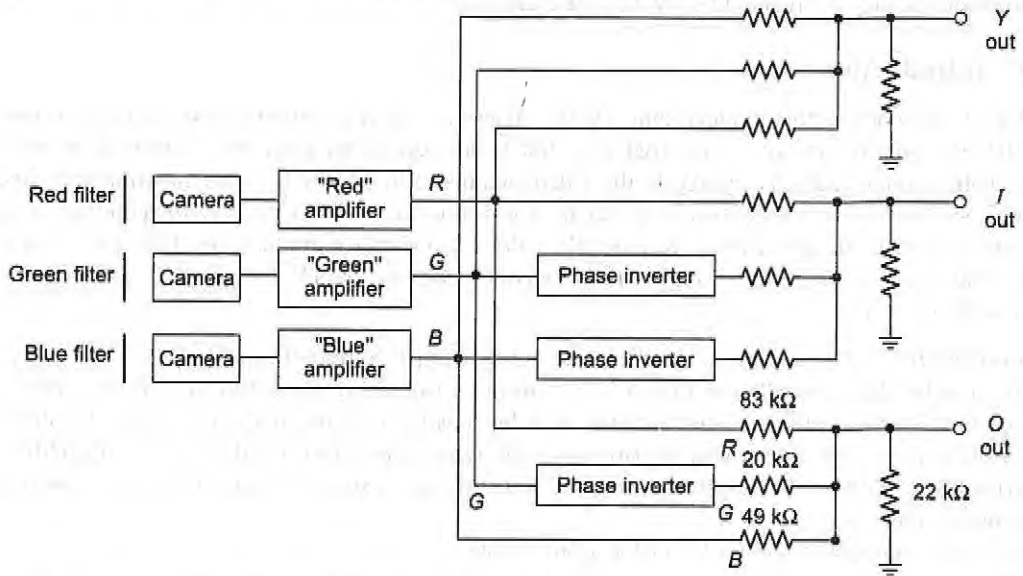 Y
out
Red filter
Camera
"Red"
amplifier
R
I
out
Green filter
Camera
"Green"
amplifier
G
Phase inverter
Blue filter
Camera
"Blue"
amplifier
B
Phase inverter
83 kΩ
O
out
R
20 kΩ
G
Phase inverter
22 kΩ
G
49 kΩ
B